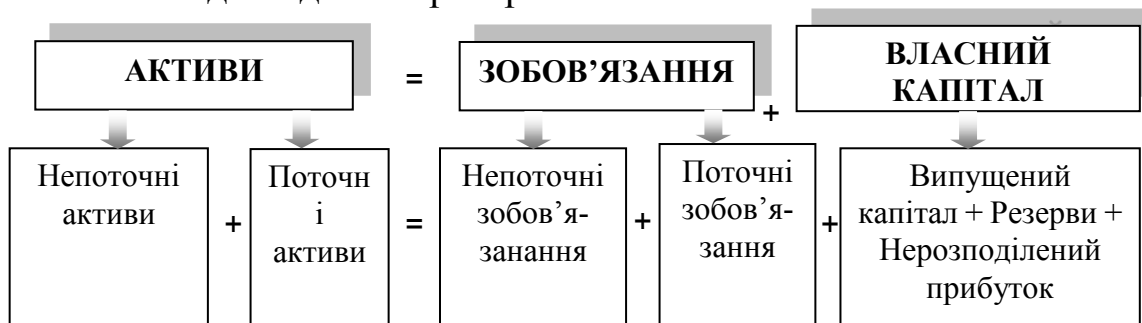 АКТИВИ
=
ЗОБОВ’ЯЗАННЯ
+
ВЛАСНИЙ
КАПІТАЛ
Непоточні
активи
+
Поточн
і
активи
=
Непоточні
зобов’я-
занання
+
Поточні
зобов’я-
зання
+
Випущений
капітал + Резерви +
Нерозподілений
прибуток